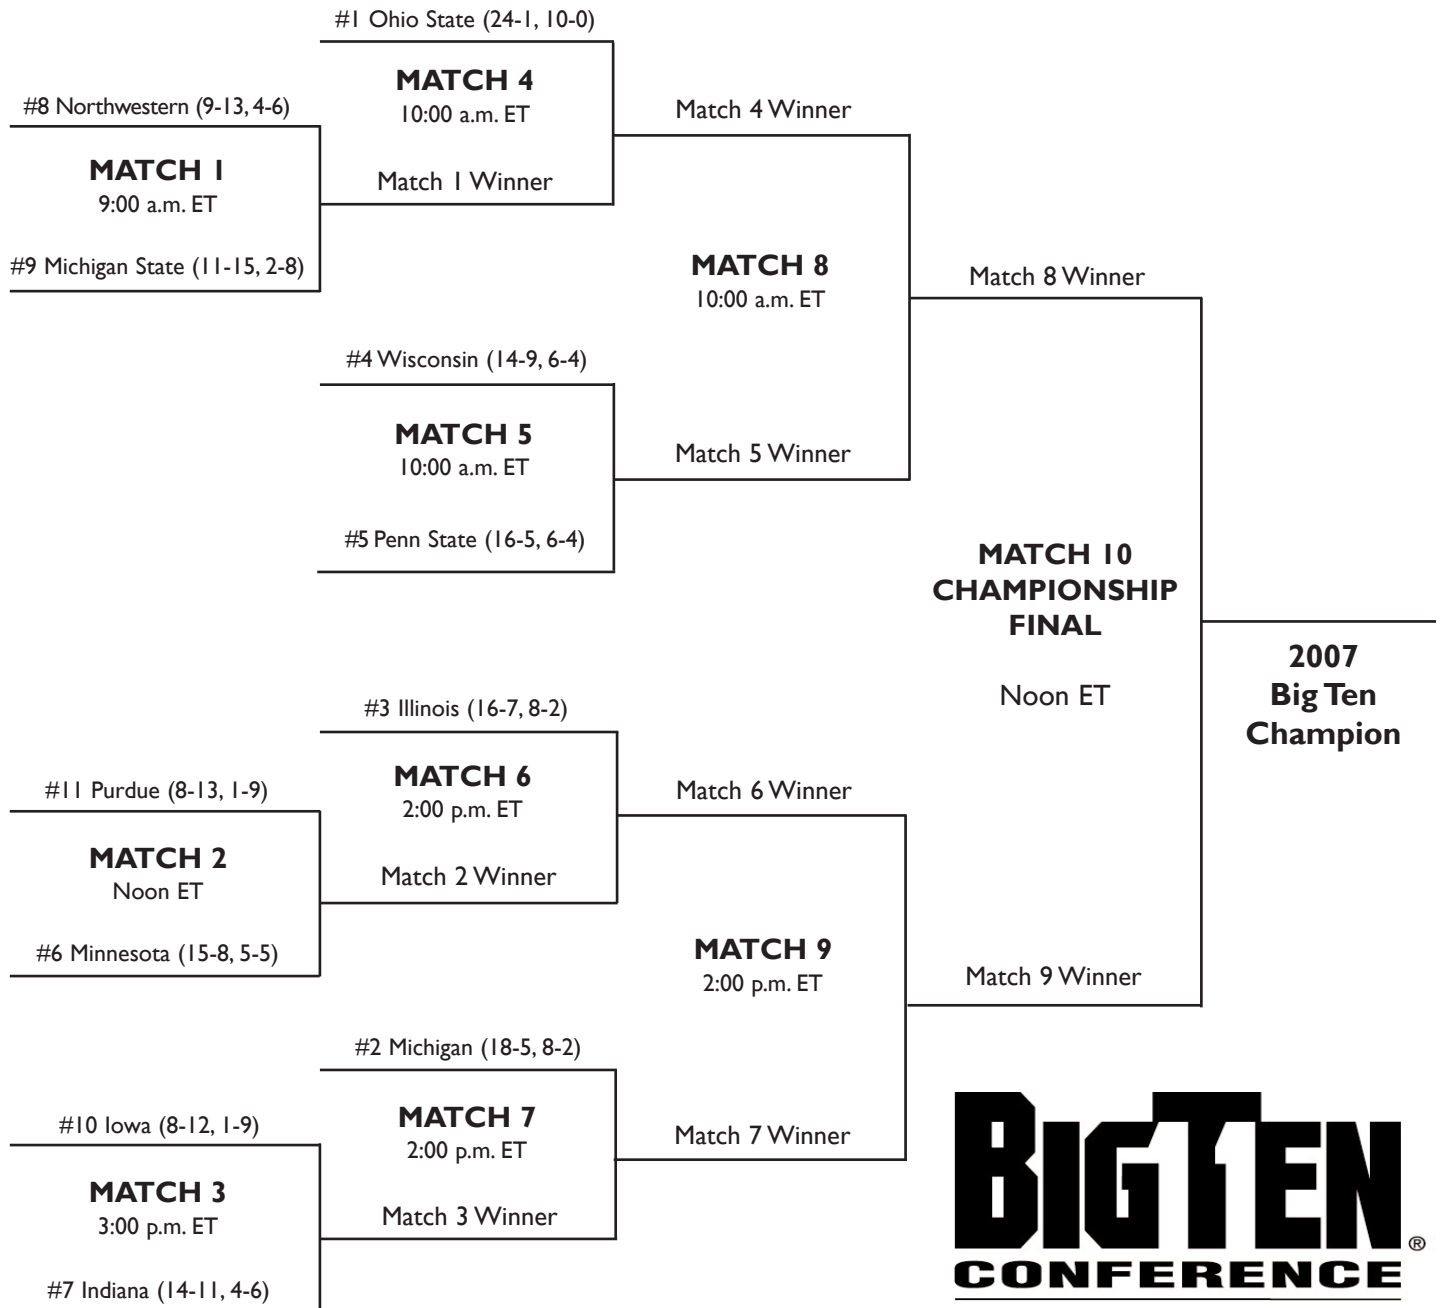 #1 Ohio State (24-1, 10-0)
MATCH 4
10:00 a.m. ET
Match 1 Winner
#8 Northwestern (9-13, 4-6)
MATCH 1
9:00 a.m. ET
#9 Michigan State (11-15, 2-8)
Match 4 Winner
MATCH 8
10:00 a.m. ET
Match 8 Winner
#4 Wisconsin (14-9, 6-4)
MATCH 5
10:00 a.m. ET
#5 Penn State (16-5, 6-4)
Match 5 Winner
MATCH 10
CHAMPIONSHIP
FINAL
Noon ET
2007
Big Ten
Champion
#3 Illinois (16-7, 8-2)
MATCH 6
2:00 p.m. ET
Match 2 Winner
#11 Purdue (8-13, 1-9)
MATCH 2
Noon ET
#6 Minnesota (15-8, 5-5)
Match 6 Winner
MATCH 9
2:00 p.m. ET
Match 9 Winner
#2 Michigan (18-5, 8-2)
MATCH 7
2:00 p.m. ET
Match 3 Winner
#10 Iowa (8-12, 1-9)
MATCH 3
3:00 p.m. ET
#7 Indiana (14-11, 4-6)
Match 7 Winner
BIG TEN
®
CONFERENCE